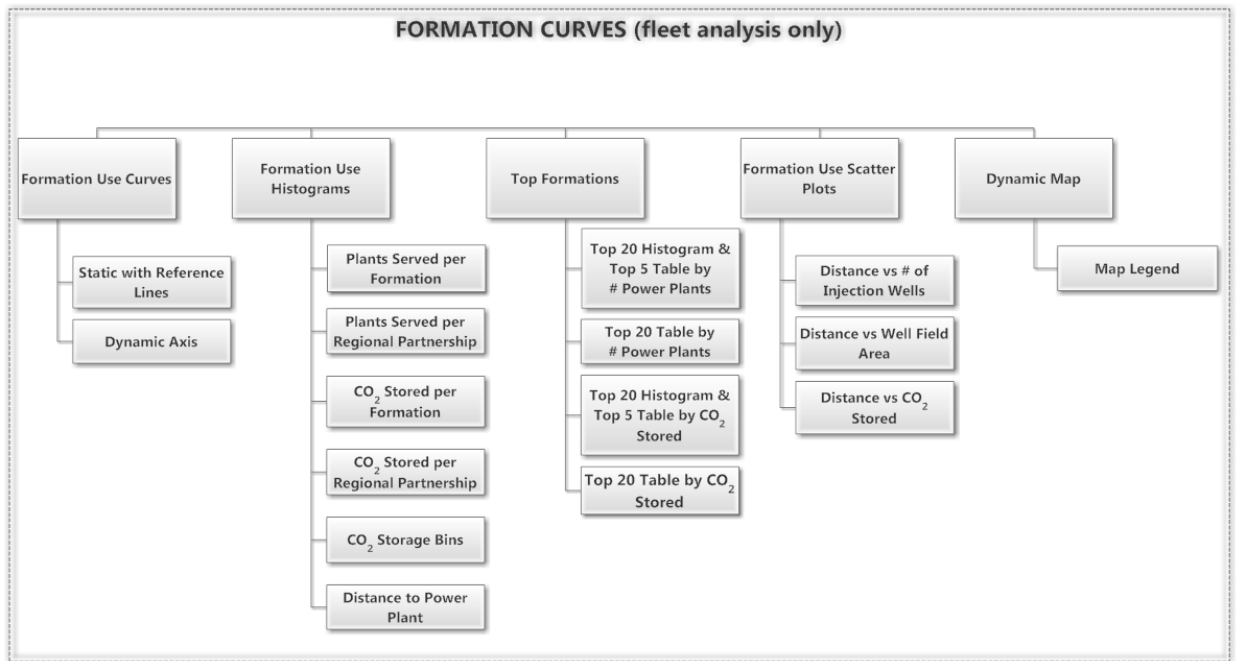 FORMATION CURVES (fleet analysis only)
Formation Use Curves
Static with Reference
Lines
Dynamic Axis
Formation Use
Histograms
Plants Served per
Formation
Plants Served per
Regional Partnership
CO2 Stored per
Formation
CO2 Stored per
Regional Partnership
CO2 Storage Bins
Distance to Power
Plant
Top Formations
Top 20 Histogram &
Top 5 Table by
# Power Plants
Top 20 Table by
# Power Plants
Top 20 Histogram &
Top 5 Table by CO2
Stored
Top 20 Table by CO2
Stored
Formation Use Scatter
Plots
Distance vs # of
Injection Wells
Distance vs Well Field
Area
Distance vs CO2
Stored
Dynamic Map
Map Legend